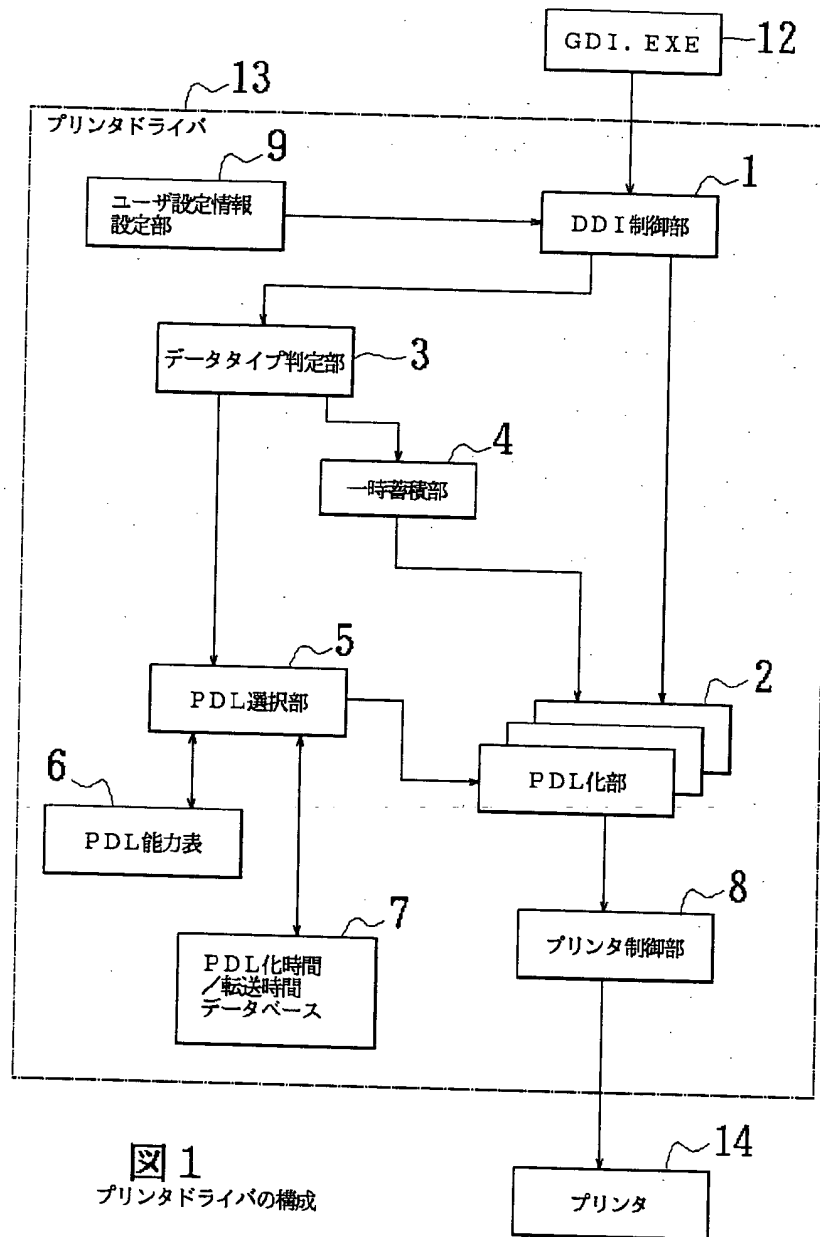 GDI.EXE
12
13
プリンタドライバ
9
ユーザ設定情報
設定部
1
DDI制御部
データタイプ判定部
3
4
一時蓄積部
5
PDL選択部
2
PDL化部
6
PDL能力表
7
PDL化時間
/転送時間
データベース
8
プリンタ制御部
図1
プリンタドライバの構成
14
プリンタ